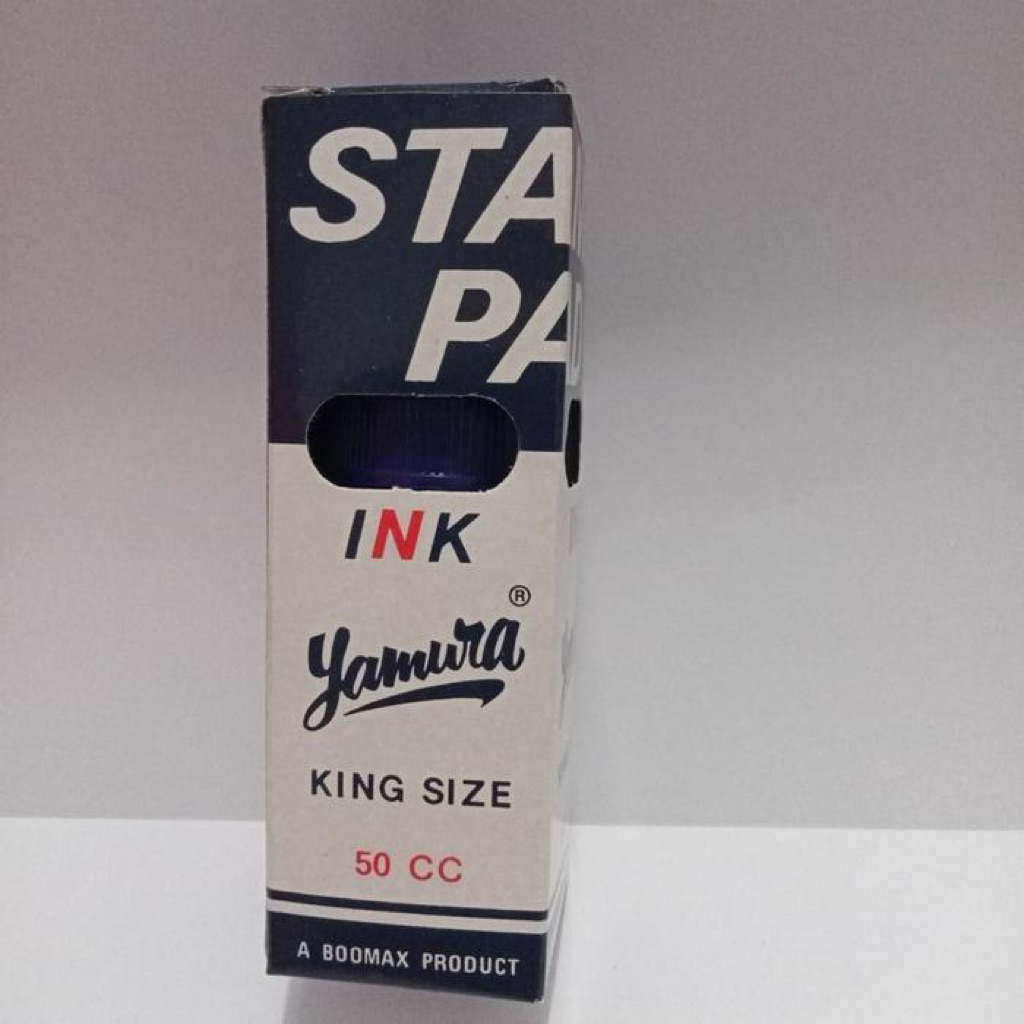 STA
PA
INK
Yamura ®
KING SIZE
50 CC
A BOOMAX PRODUCT